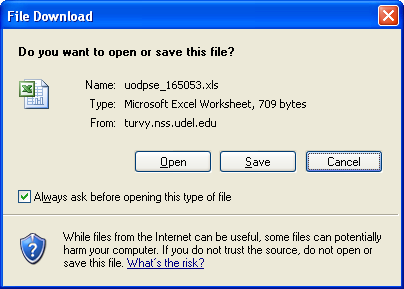 File Download
Do you want to open or save this file?
Name: uodpse_165053.xls
Type: Microsoft Excel Worksheet, 709 bytes
From: turvy.nss.udel.edu
Open Save Cancel
Always ask before opening this type of file
While files from the Internet can be useful, some files can potentially
harm your computer. If you do not trust the source, do not open or
save this file. What's the risk?